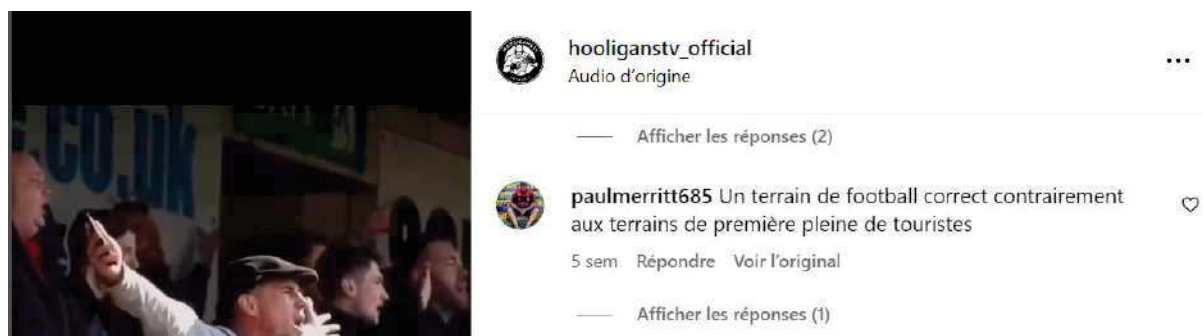 hooliganstv_official
Audio d'origine
.co.uk
Afficher les réponses (2)
paulmerritt685 Un terrain de football correct contrairement
aux terrains de première pleine de touristes
5 sem Répondre Voir l'original
Afficher les réponses (1)